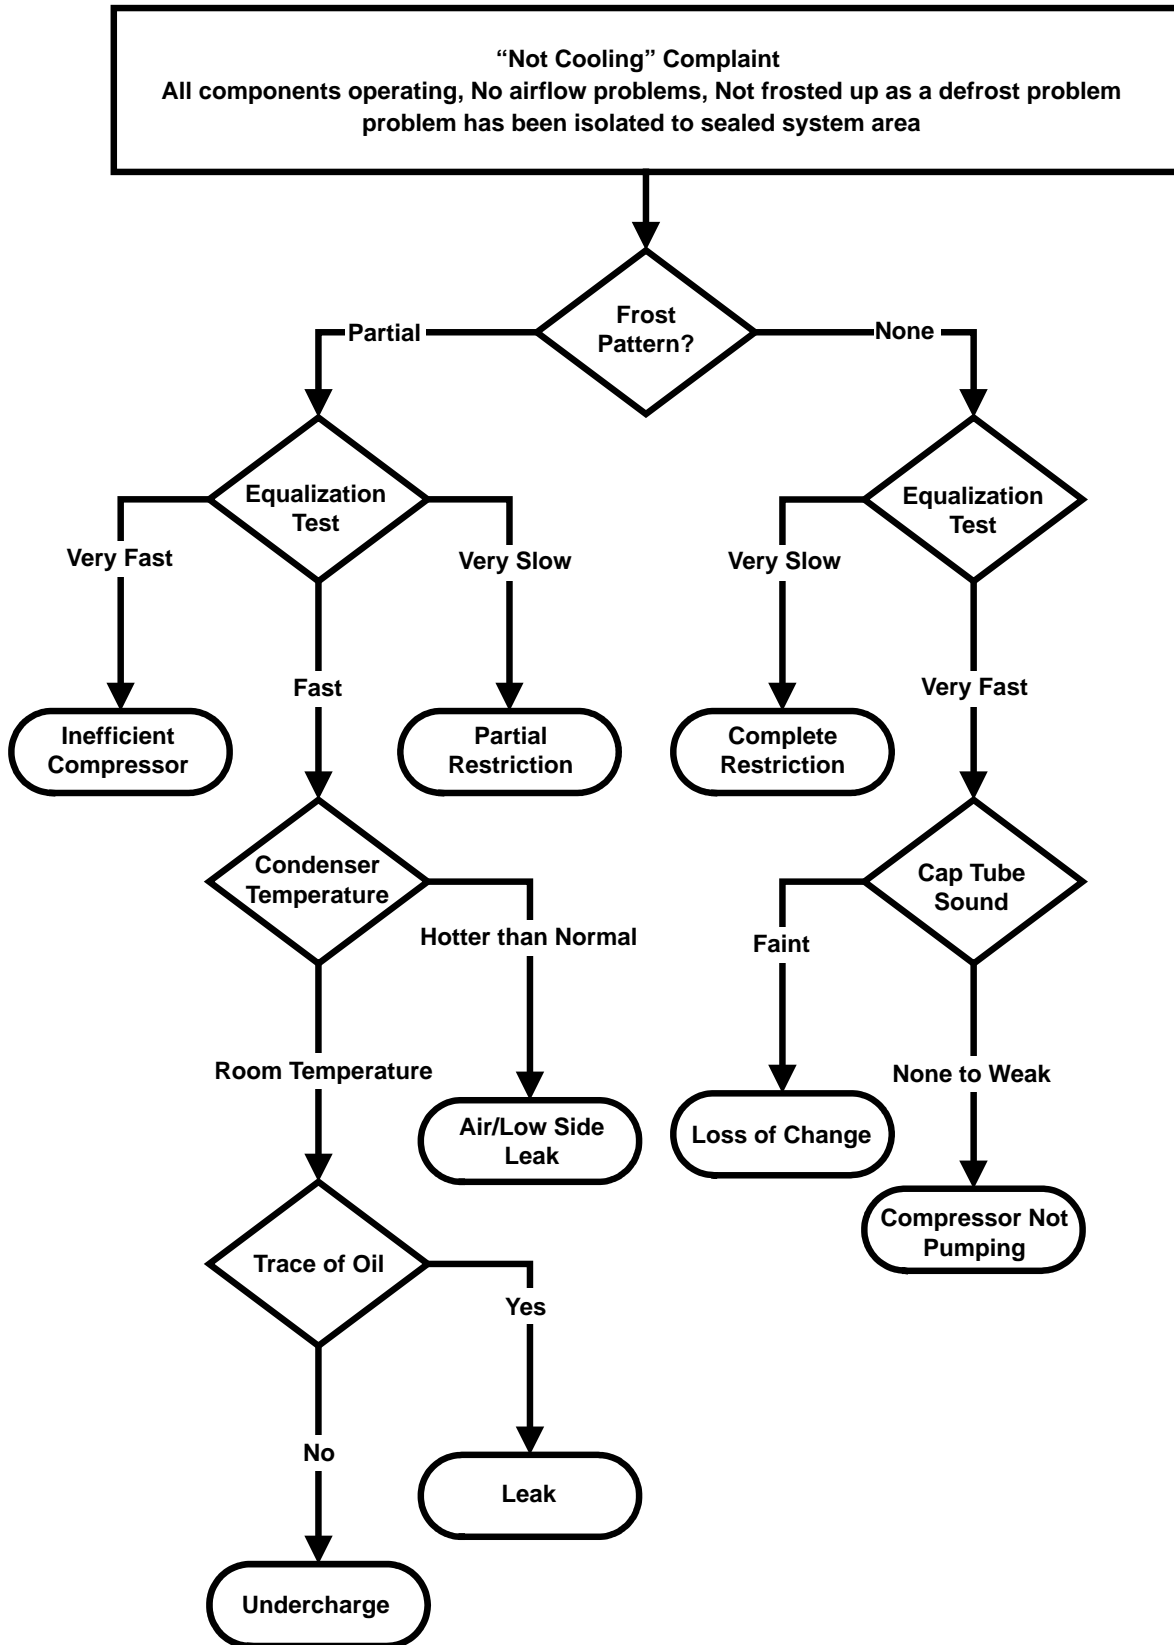 “Not Cooling” Complaint
All components operating, No airflow problems, Not frosted up as a defrost problem
problem has been isolated to sealed system area
Frost
Pattern?
Partial
None
Equalization
Test
Equalization
Test
Very Fast
Very Slow
Very Slow
Fast
Very Fast
Inefficient
Compressor
Partial
Restriction
Complete
Restriction
Condenser
Temperature
Cap Tube
Sound
Hotter than Normal
Faint
Room Temperature
None to Weak
Air/Low Side
Leak
Loss of Change
Compressor Not
Pumping
Trace of Oil
Yes
No
Leak
Undercharge